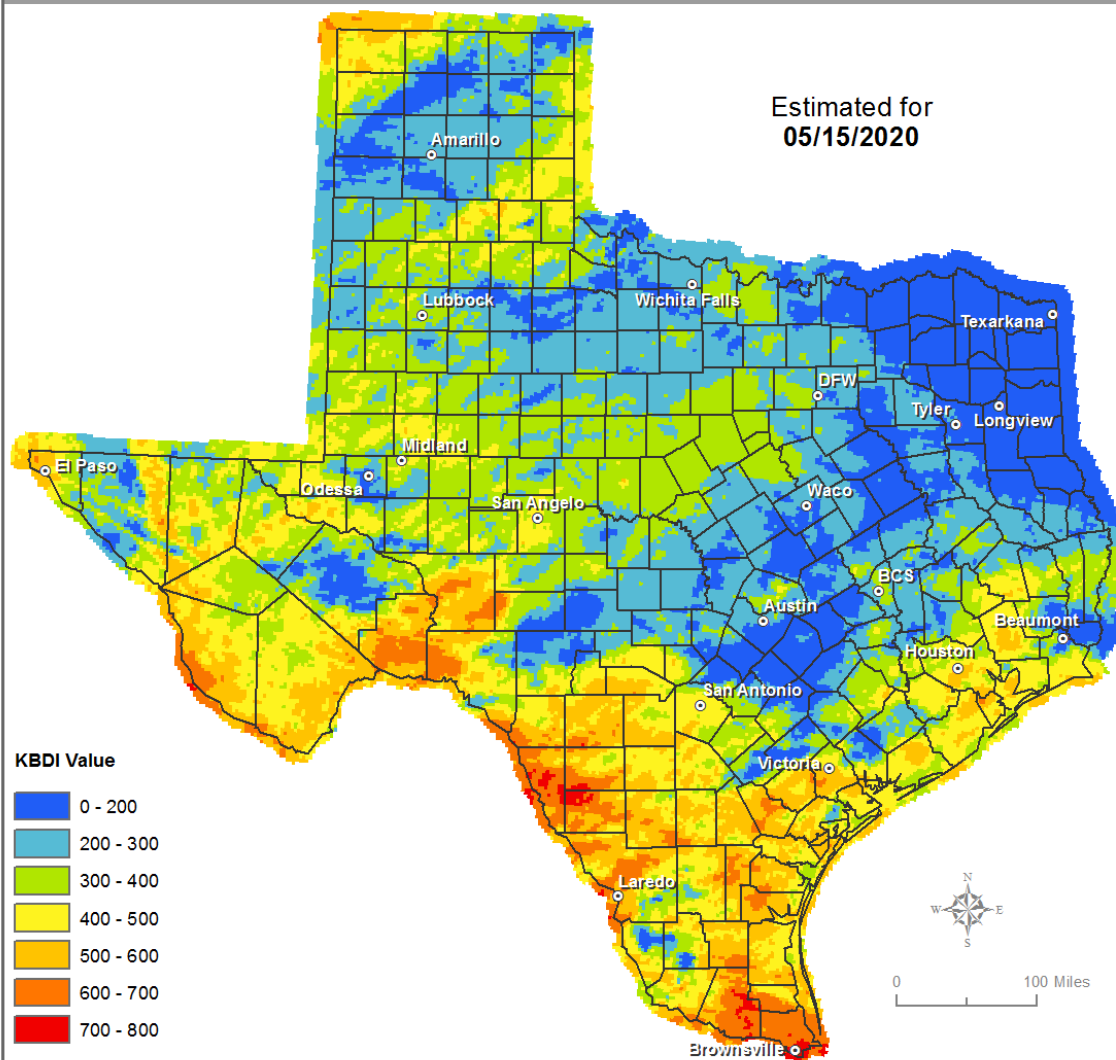 Estimated for
05/15/2020
Amarillo
Lubbock
Wichita Falls
Texarkana
DFW
Tyler
Longview
Midland
El Paso
Odessa
San Angelo
Waco
BCS
Austin
Beaumont
Houston
San Antonio
Victoria
Laredo
Brownsville
KBDI Value
0 - 200
200 - 300
300 - 400
400 - 500
500 - 600
600 - 700
700 - 800
N
W E
S
0 100 Miles